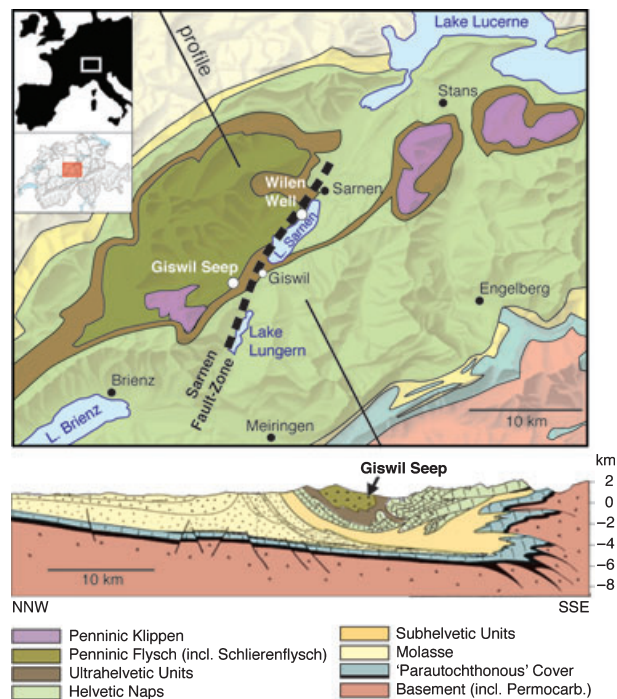 Lake Lucerne
profile
Stans
Wilen
Well
Sarnen
L. Sarnen
Giswil Seep
Giswil
Engelberg
Lake
Lungern
Sarnen
Fault-Zone
Brienz
L. Brienz
Meiringen
10 km
Giswil Seep
km
2
0
−2
−4
−6
−8
10 km
NNW
SSE
Penninic Klippen
Penninic Flysch (incl. Schlierenflysch)
Ultrahelvetic Units
Helvetic Naps
Subhelvetic Units
Molasse
‘Parautochthonous’ Cover
Basement (incl. Permocarb.)